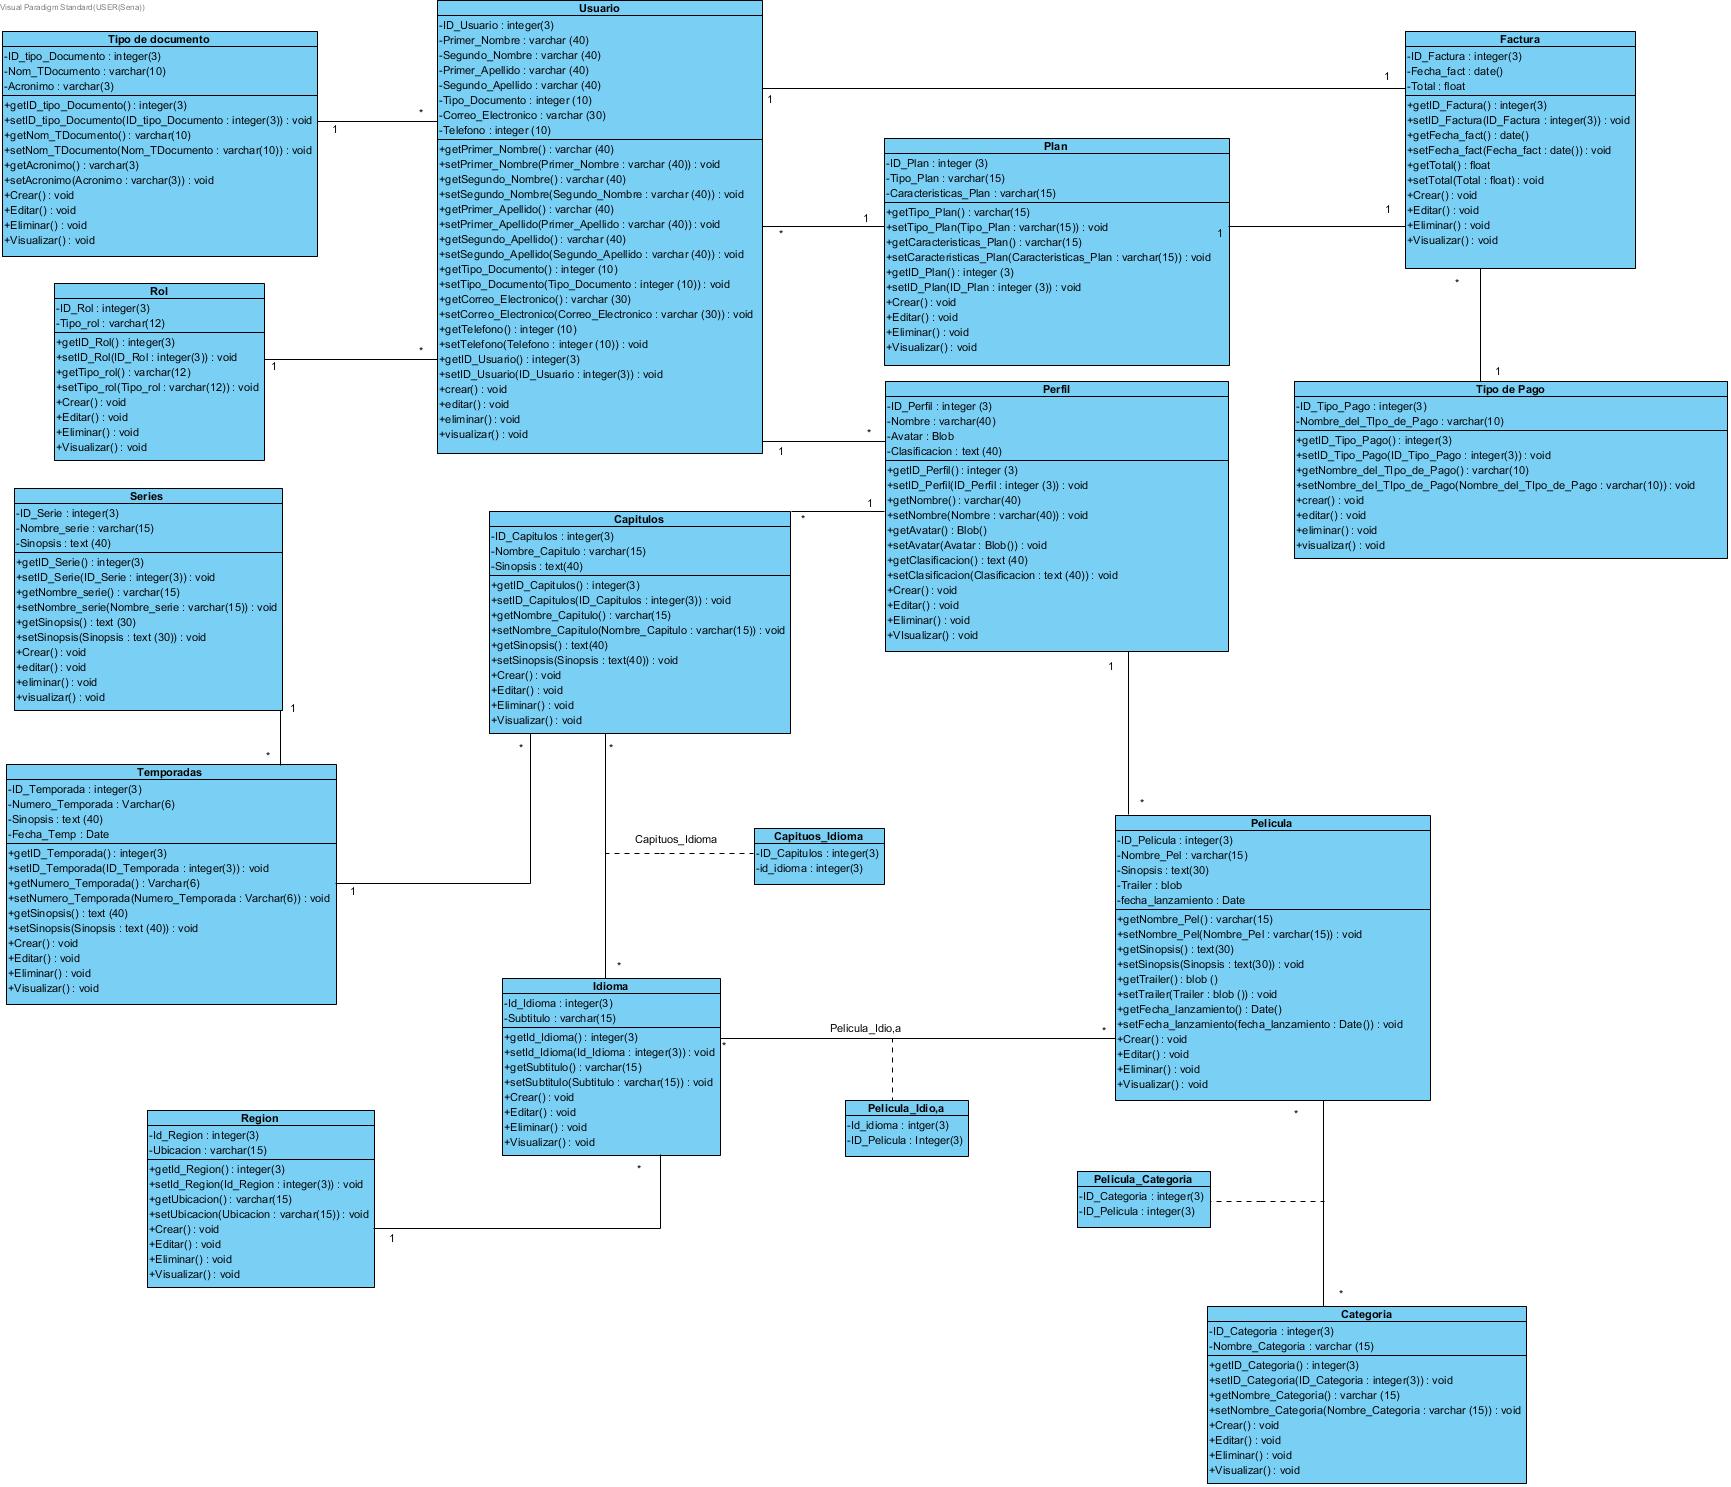 Visual Paradigm Standard(USER(Sena))
Tipo de documento
-ID_tipo_Documento : integer(3)
-Nom_TDocumento : varchar(10)
-Acronimo : varchar(3)
+getID_tipo_Documento() : integer(3)
+setID_tipo_Documento(ID_tipo_Documento : integer(3)) : void
+getNom_TDocumento() : varchar(10)
+setNom_TDocumento(Nom_TDocumento : varchar(10)) : void
+getAcronimo() : varchar(3)
+setAcronimo(Acronimo : varchar(3)) : void
+Crear() : void
+Editar() : void
+Eliminar() : void
+Visualizar() : void
1
*
Usuario
-ID_Usuario : integer(3)
-Primer_Nombre : varchar (40)
-Segundo_Nombre : varchar (40)
-Primer_Apellido : varchar (40)
-Segundo_Apellido : varchar (40)
-Tipo_Documento : integer (10)
-Correo_Electronico : varchar (30)
-Telefono : integer (10)
+getPrimer_Nombre() : varchar (40)
+setPrimer_Nombre(Primer_Nombre : varchar (40)) : void
+getSegundo_Nombre() : varchar (40)
+setSegundo_Nombre(Segundo_Nombre : varchar (40)) : void
+getPrimer_Apellido() : varchar (40)
+setPrimer_Apellido(Primer_Apellido : varchar (40)) : void
+getSegundo_Apellido() : varchar (40)
+setSegundo_Apellido(Segundo_Apellido : varchar (40)) : void
+getTipo_Documento() : integer (10)
+setTipo_Documento(Tipo_Documento : integer (10)) : void
+getCorreo_Electronico() : varchar (30)
+setCorreo_Electronico(Correo_Electronico : varchar (30)) : void
+getTelefono() : integer (10)
+setTelefono(Telefono : integer (10)) : void
+getID_Usuario() : integer(3)
+setID_Usuario(ID_Usuario : integer(3)) : void
+crear() : void
+editar() : void
+eliminar() : void
+visualizar() : void
1
1
Factura
-ID_Factura : integer(3)
-Fecha_fact : date()
-Total : float
+getID_Factura() : integer(3)
+setID_Factura(ID_Factura : integer(3)) : void
+getFecha_fact() : date()
+setFecha_fact(Fecha_fact : date()) : void
+getTotal() : float
+setTotal(Total : float) : void
+Crear() : void
+Editar() : void
+Eliminar() : void
+Visualizar() : void
*
1
Plan
-ID_Plan : integer (3)
-Tipo_Plan : varchar(15)
-Caracteristicas_Plan : varchar(15)
+getTipo_Plan() : varchar(15)
+setTipo_Plan(Tipo_Plan : varchar(15)) : void
+getCaracteristicas_Plan() : varchar(15)
+setCaracteristicas_Plan(Caracteristicas_Plan : varchar(15)) : void
+getID_Plan() : integer (3)
+setID_Plan(ID_Plan : integer (3)) : void
+Crear() : void
+Editar() : void
+Eliminar() : void
+Visualizar() : void
1
1
Rol
-ID_Rol : integer(3)
-Tipo_rol : varchar(12)
+getID_Rol() : integer(3)
+setID_Rol(ID_Rol : integer(3)) : void
+getTipo_rol() : varchar(12)
+setTipo_rol(Tipo_rol : varchar(12)) : void
+Crear() : void
+Editar() : void
+Eliminar() : void
+Visualizar() : void
1
*
*
1
Tipo de Pago
-ID_Tipo_Pago : integer(3)
-Nombre_del_TIpo_de_Pago : varchar(10)
+getID_Tipo_Pago() : integer(3)
+setID_Tipo_Pago(ID_Tipo_Pago : integer(3)) : void
+getNombre_del_TIpo_de_Pago() : varchar(10)
+setNombre_del_TIpo_de_Pago(Nombre_del_TIpo_de_Pago : varchar(10)) : void
+crear() : void
+editar() : void
+eliminar() : void
+visualizar() : void
Perfil
-ID_Perfil : integer (3)
-Nombre : varchar(40)
-Avatar : Blob
-Clasificacion : text (40)
+getID_Perfil() : integer (3)
+setID_Perfil(ID_Perfil : integer (3)) : void
+getNombre() : varchar(40)
+setNombre(Nombre : varchar(40)) : void
+getAvatar() : Blob()
+setAvatar(Avatar : Blob()) : void
+getClasificacion() : text (40)
+setClasificacion(Clasificacion : text (40)) : void
+Crear() : void
+Editar() : void
+Eliminar() : void
+VIsualizar() : void
1
*
*
1
Series
-ID_Serie : integer(3)
-Nombre_serie : varchar(15)
-Sinopsis : text (40)
+getID_Serie() : integer(3)
+setID_Serie(ID_Serie : integer(3)) : void
+getNombre_serie() : varchar(15)
+setNombre_serie(Nombre_serie : varchar(15)) : void
+getSinopsis() : text (30)
+setSinopsis(Sinopsis : text (30)) : void
+Crear() : void
+editar() : void
+eliminar() : void
+visualizar() : void
1
*
Capitulos
-ID_Capitulos : integer(3)
-Nombre_Capitulo : varchar(15)
-Sinopsis : text(40)
+getID_Capitulos() : integer(3)
+setID_Capitulos(ID_Capitulos : integer(3)) : void
+getNombre_Capitulo() : varchar(15)
+setNombre_Capitulo(Nombre_Capitulo : varchar(15)) : void
+getSinopsis() : text(40)
+setSinopsis(Sinopsis : text(40)) : void
+Crear() : void
+Editar() : void
+Eliminar() : void
+Visualizar() : void
*
*
1
*
Temporadas
-ID_Temporada : integer(3)
-Numero_Temporada : Varchar(6)
-Sinopsis : text (40)
-Fecha_Temp : Date
+getID_Temporada() : integer(3)
+setID_Temporada(ID_Temporada : integer(3)) : void
+getNumero_Temporada() : Varchar(6)
+setNumero_Temporada(Numero_Temporada : Varchar(6)) : void
+getSinopsis() : text (40)
+setSinopsis(Sinopsis : text (40)) : void
+Crear() : void
+Editar() : void
+Eliminar() : void
+Visualizar() : void
1
Capituos_Idioma
Capituos_Idioma
-ID_Capitulos : integer(3)
-id_idioma : integer(3)
*
Pelicula
-ID_Pelicula : integer(3)
-Nombre_Pel : varchar(15)
-Sinopsis : text(30)
-Trailer : blob
-fecha_lanzamiento : Date
+getNombre_Pel() : varchar(15)
+setNombre_Pel(Nombre_Pel : varchar(15)) : void
+getSinopsis() : text(30)
+setSinopsis(Sinopsis : text(30)) : void
+getTrailer() : blob ()
+setTrailer(Trailer : blob ()) : void
+getFecha_lanzamiento() : Date()
+setFecha_lanzamiento(fecha_lanzamiento : Date()) : void
+Crear() : void
+Editar() : void
+Eliminar() : void
+Visualizar() : void
Idioma
-Id_Idioma : integer(3)
-Subtitulo : varchar(15)
+getId_Idioma() : integer(3)
+setId_Idioma(Id_Idioma : integer(3)) : void
+getSubtitulo() : varchar(15)
+setSubtitulo(Subtitulo : varchar(15)) : void
+Crear() : void
+Editar() : void
+Eliminar() : void
+Visualizar() : void
*
Pelicula_Idio,a
*
Pelicula_Idio,a
-Id_idioma : intger(3)
-ID_Pelicula : Integer(3)
Region
-Id_Region : integer(3)
-Ubicacion : varchar(15)
+getId_Region() : integer(3)
+setId_Region(Id_Region : integer(3)) : void
+getUbicacion() : varchar(15)
+setUbicacion(Ubicacion : varchar(15)) : void
+Crear() : void
+Editar() : void
+Eliminar() : void
+Visualizar() : void
1
*
*
Pelicula_Categoria
-ID_Categoria : integer(3)
-ID_Pelicula : integer(3)
*
Categoria
-ID_Categoria : integer(3)
-Nombre_Categoria : varchar (15)
+getID_Categoria() : integer(3)
+setID_Categoria(ID_Categoria : integer(3)) : void
+getNombre_Categoria() : varchar (15)
+setNombre_Categoria(Nombre_Categoria : varchar (15)) : void
+Crear() : void
+Editar() : void
+Eliminar() : void
+Visualizar() : void